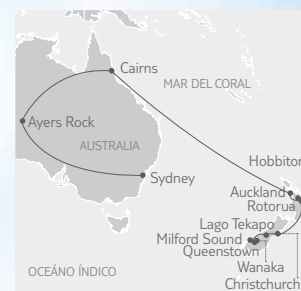 Cairns
MAR DEL CORAL
Ayers Rock
AUSTRALIA
Hobbiton
Sydney
Auckland
Rotorua
Lago Tekapo
Milford Sound
Queenstown
OCEÁNO ÍNDICO
Wanaka
Christchurch